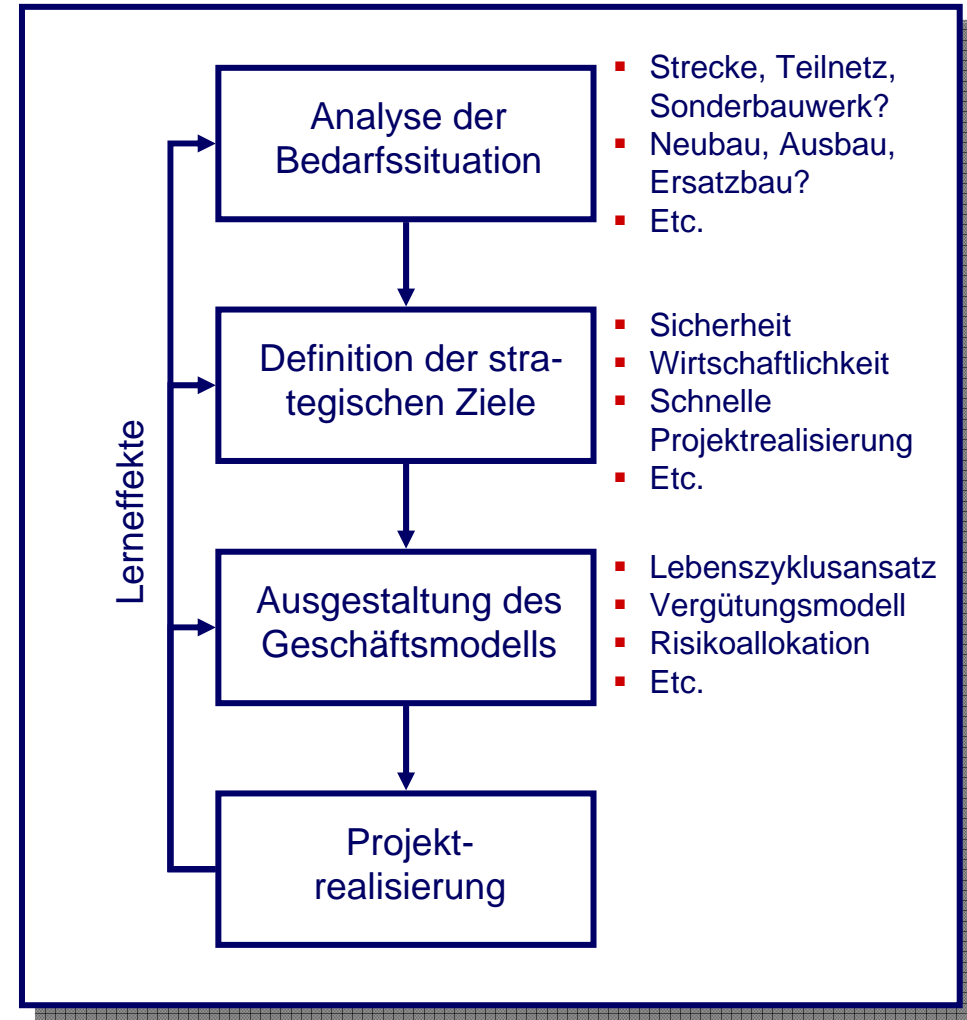 Analyse der
Bedarfssituation
▪ Strecke, Teilnetz,
Sonderbauwerk?
▪ Neubau, Ausbau,
Ersatzbau?
▪ Etc.
Definition der stra-
tegischen Ziele
▪ Sicherheit
▪ Wirtschaftlichkeit
▪ Schnelle
Projektrealisierung
▪ Etc.
Lerneffekte
Ausgestaltung des
Geschäftsmodells
▪ Lebenszyklusansatz
▪ Vergütungsmodell
▪ Risikoallokation
▪ Etc.
Projekt-
realisierung